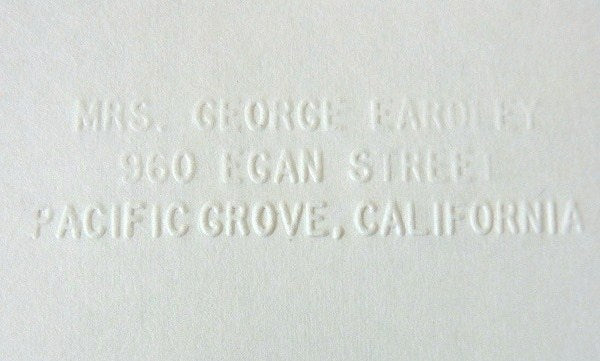 MRS. GEORGE EARDLEY
960 EGAN STREET
PACIFIC GROVE, CALIFORNIA